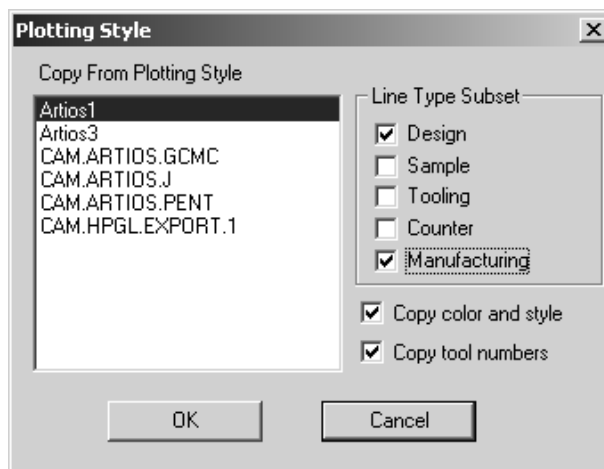 Plotting Style
Copy From Plotting Style
Artios1
Artios3
CAM.ARTIOS.GCMC
CAM.ARTIOS.J
CAM.ARTIOS.PENT
CAM.HPGL.EXPORT.1
Line Type Subset
Design
Sample
Tooling
Counter
Manufacturing
Copy color and style
Copy tool numbers
OK
Cancel